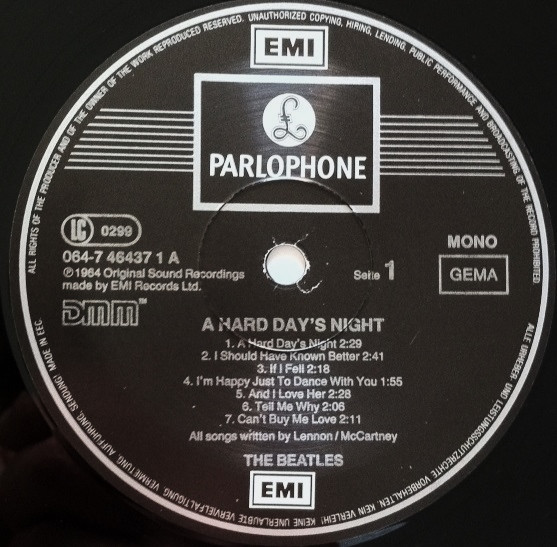 ALL RIGHTS OF THE PRODUCER AND OF THE OWNER OF THE WORK REPRODUCED RESERVED. UNAUTHORIZED COPYING, HIRING, LENDING, PUBLIC PERFORMANCE AND BROADCASTING OF THE RECORD PROHIBITED
EMI
£
PARLOPHONE
LC 0299
064-7 46437 1 A
℗ 1964 Original Sound Recordings
made by EMI Records Ltd.
DMM™
Seite 1
MONO
GEMA
A HARD DAY'S NIGHT
1. A Hard Day's Night 2:29
2. I Should Have Known Better 2:41
3. If I Fell 2:18
4. I'm Happy Just To Dance With You 1:55
5. And I Love Her 2:28
6. Tell Me Why 2:06
7. Can't Buy Me Love 2:11
All songs written by Lennon/McCartney
THE BEATLES
EMI
ALLE URHEBER- UND LEISTUNGSSCHUTZRECHTE VORBEHALTEN. KEIN VERLEIH! KEINE UNERLAUBTE VERVIELFÄLTIGUNG, VERMIETUNG, AUFFÜHRUNG, SENDUNG! MADE IN EEC